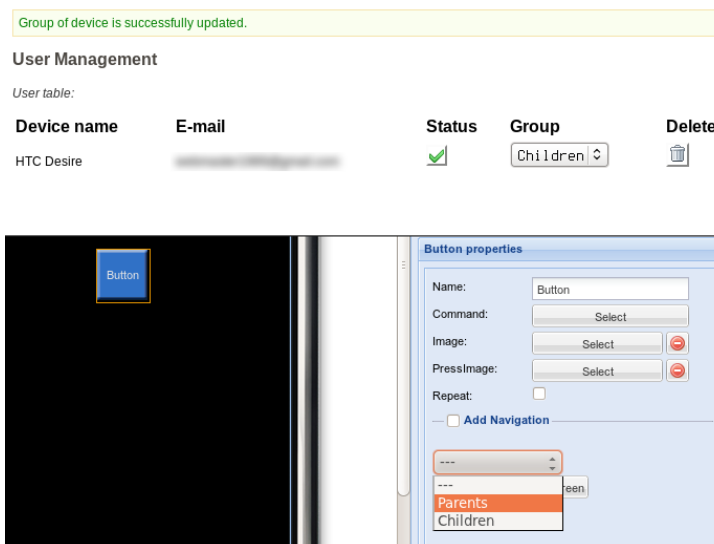 Group of device is successfully updated.
User Management
User table:
Device name E-mail Status Group Delete
HTC Desire Children
Button
Button properties
Name: Button
Command: Select
Image: Select
PressImage: Select
Repeat:
Add Navigation
---
---
Parents
Children